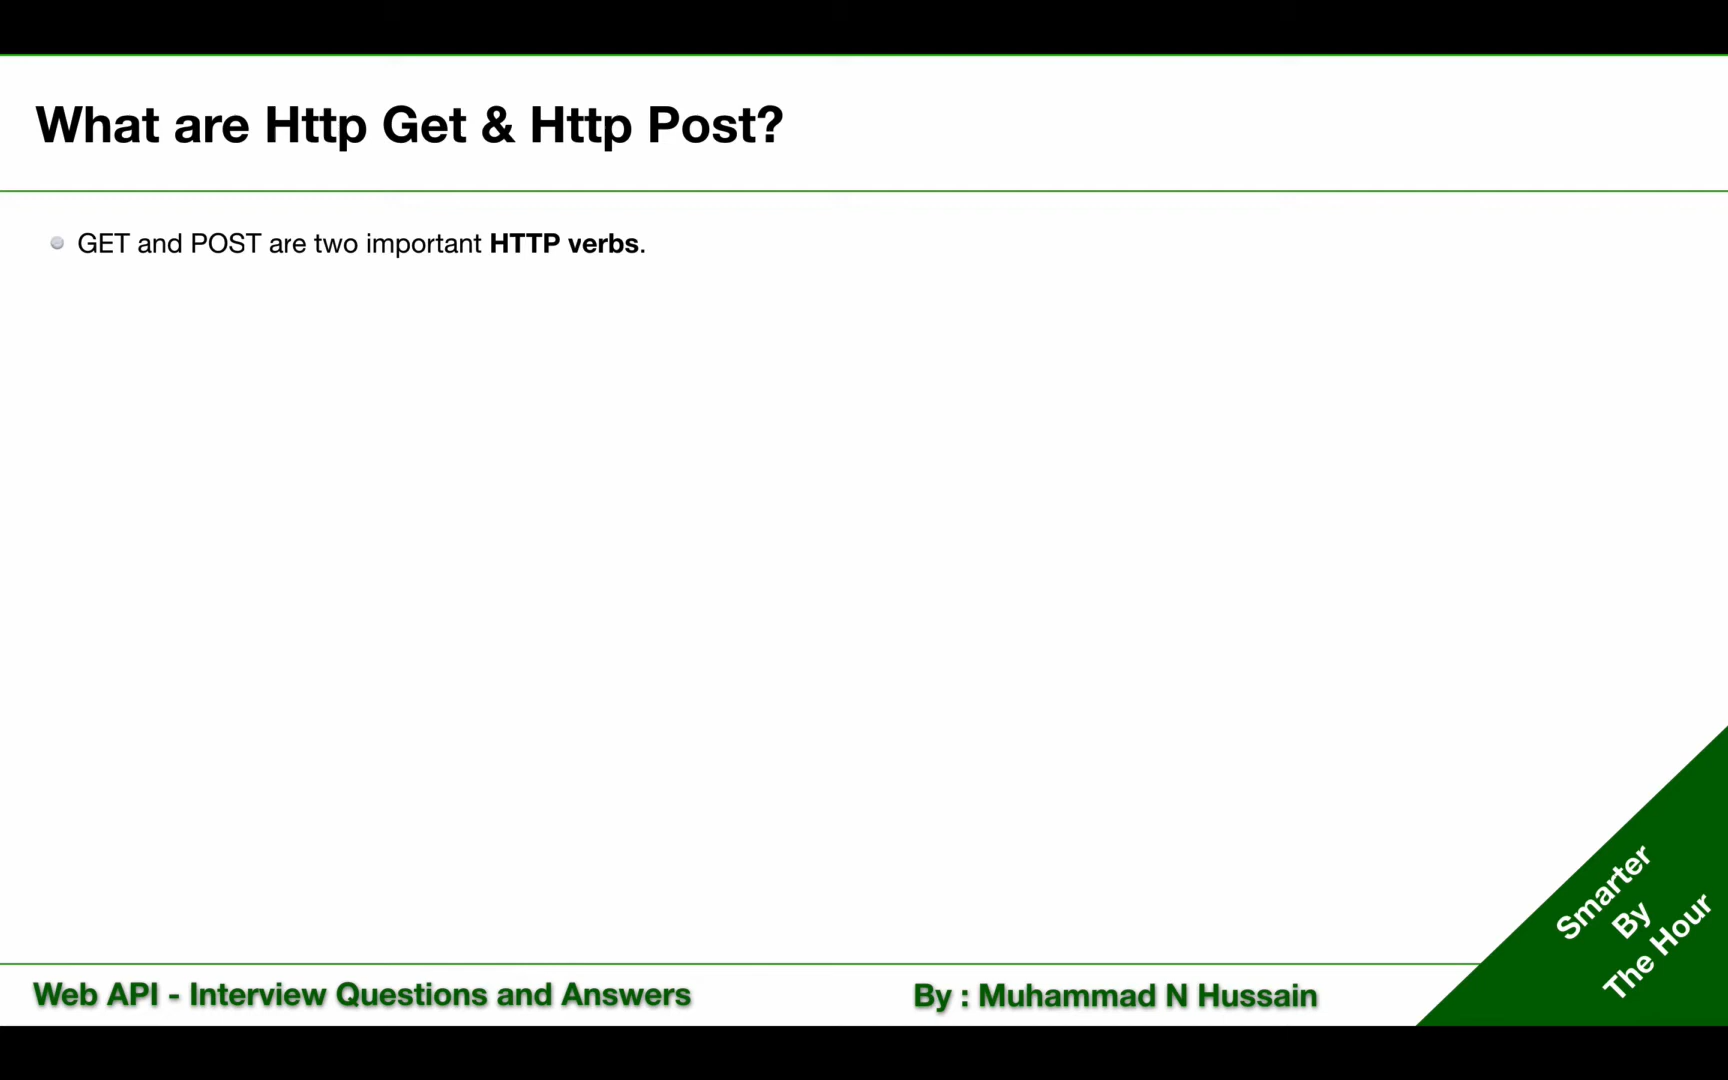 What are Http Get & Http Post?
GET and POST are two important HTTP verbs.
Smarter
By
The Hour
Web API - Interview Questions and Answers
By : Muhammad N Hussain